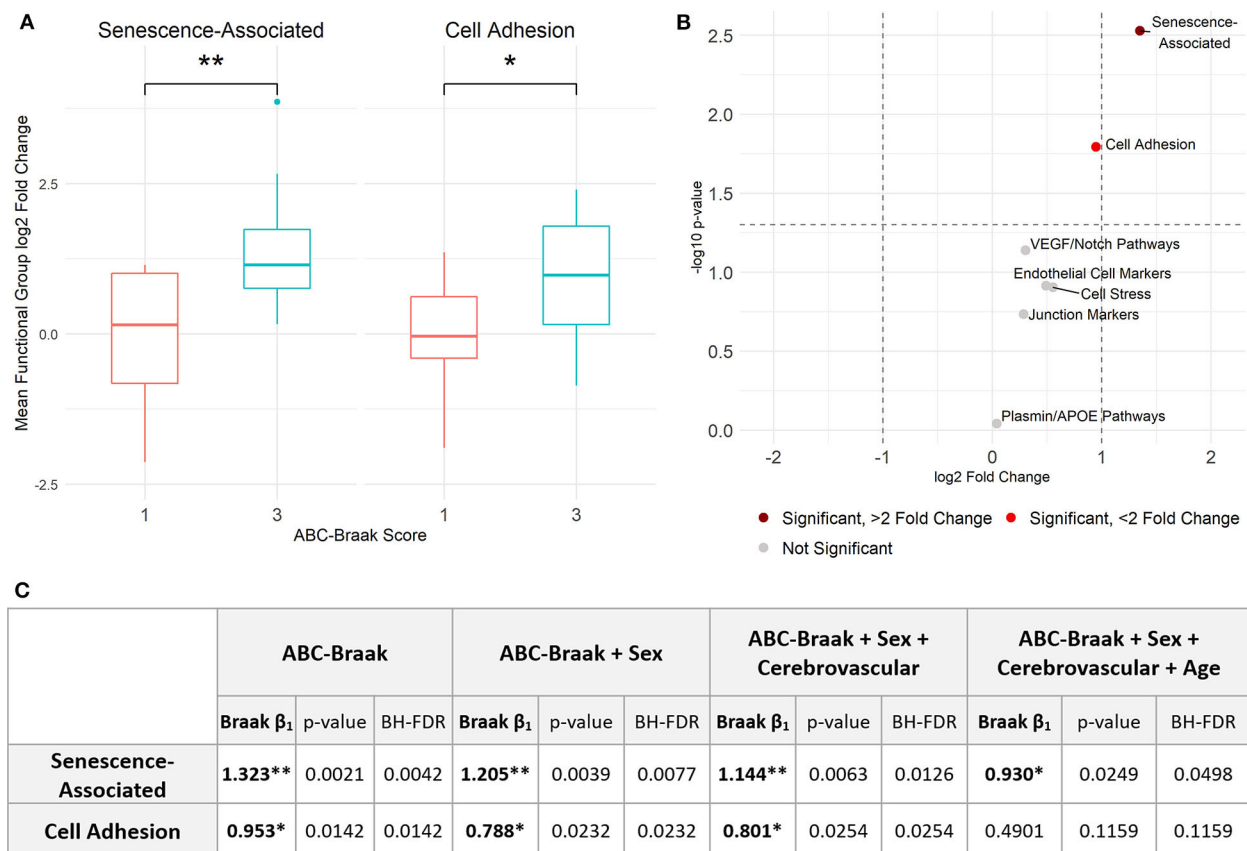 A
Senescence-Associated
Cell Adhesion
**
*
Mean Functional Group log2 Fold Change
2.5
0.0
-2.5
1
3
1
3
ABC-Braak Score
B
-log10 p-value
2.5
2.0
1.5
1.0
0.5
0.0
Senescence-
Associated
Cell Adhesion
VEGF/Notch Pathways
Endothelial Cell Markers
Cell Stress
Junction Markers
Plasmin/APOE Pathways
-2
-1
0
1
2
log2 Fold Change
Significant, >2 Fold Change
Significant, <2 Fold Change
Not Significant
C
ABC-Braak
ABC-Braak + Sex
ABC-Braak + Sex +
Cerebrovascular
ABC-Braak + Sex +
Cerebrovascular + Age
Braak β₁ p-value BH-FDR Braak β₁ p-value BH-FDR Braak β₁ p-value BH-FDR Braak β₁ p-value BH-FDR
Senescence-
Associated
1.323** 0.0021 0.0042 1.205** 0.0039 0.0077 1.144** 0.0063 0.0126 0.930* 0.0249 0.0498
Cell Adhesion 0.953* 0.0142 0.0142 0.788* 0.0232 0.0232 0.801* 0.0254 0.0254 0.4901 0.1159 0.1159